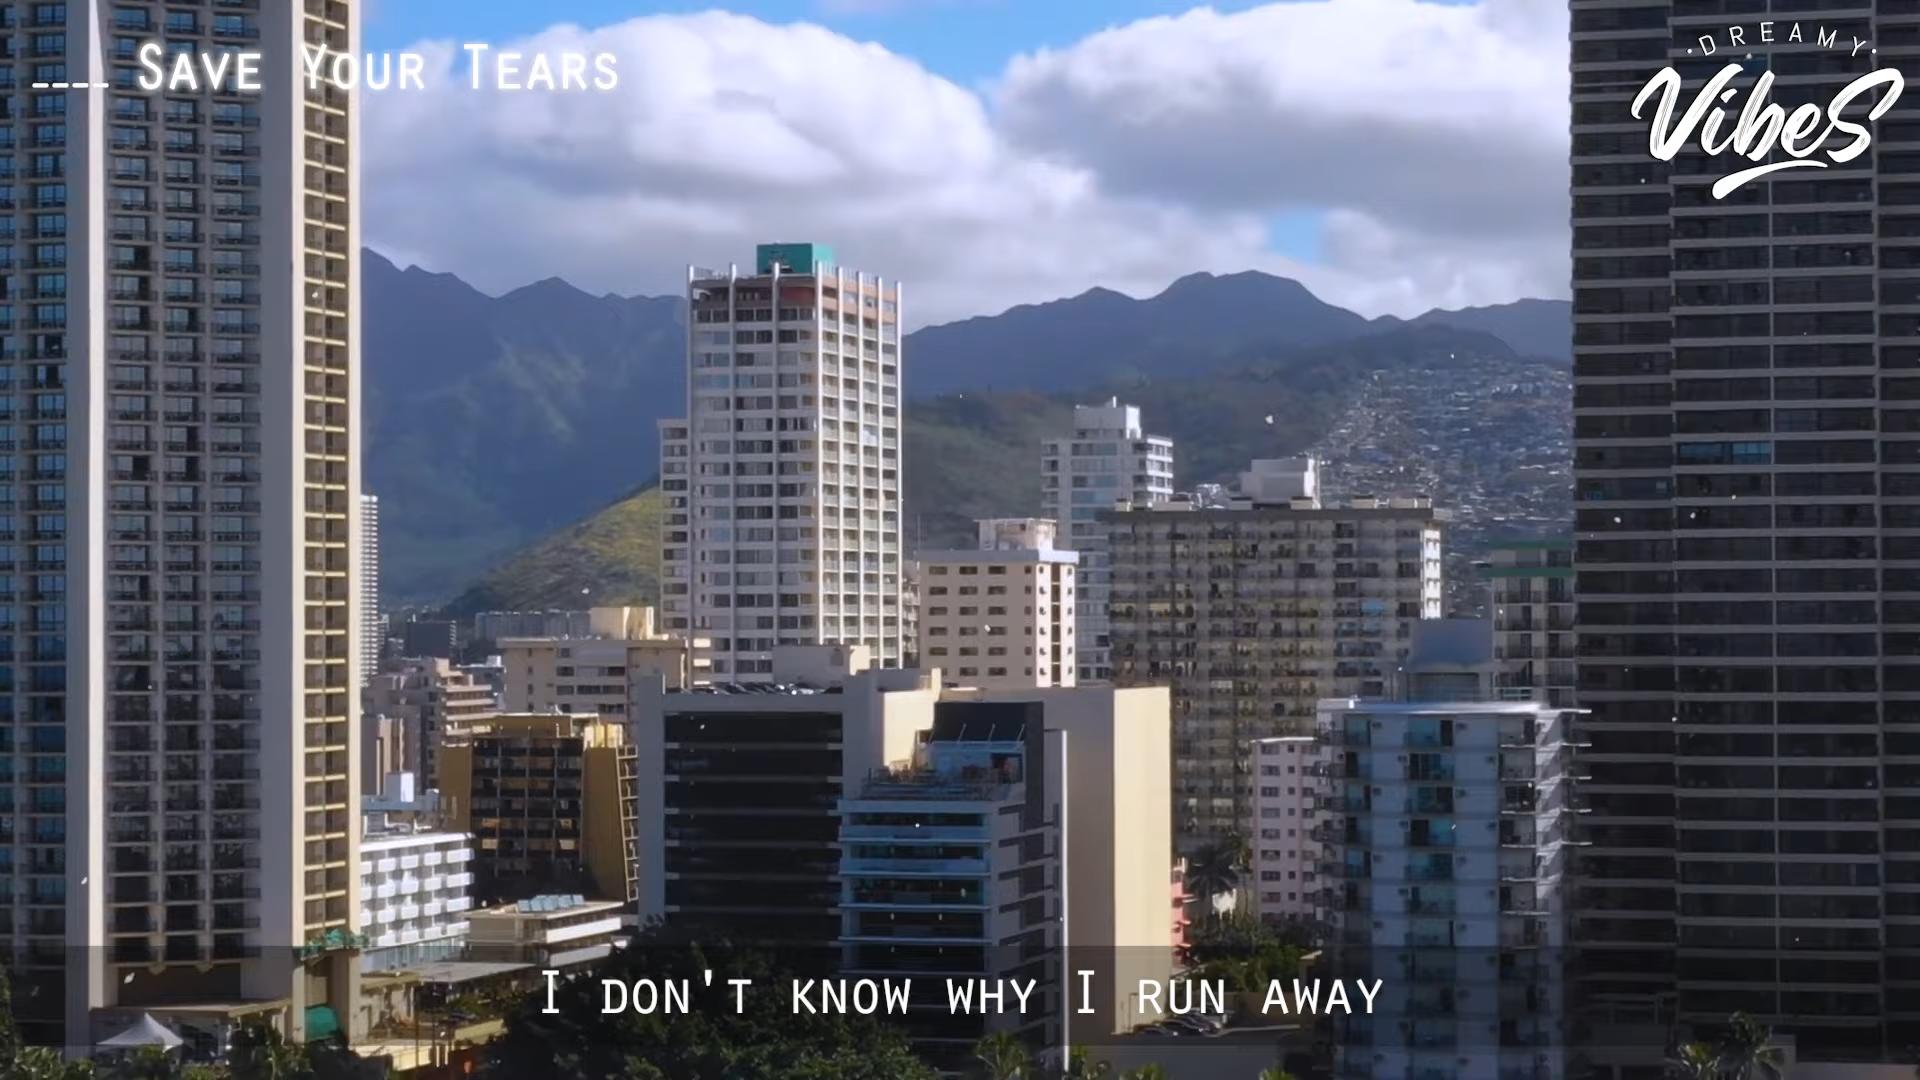 ---- Save Your Tears
·DREAMY·
Vibes
I don't know why I run away